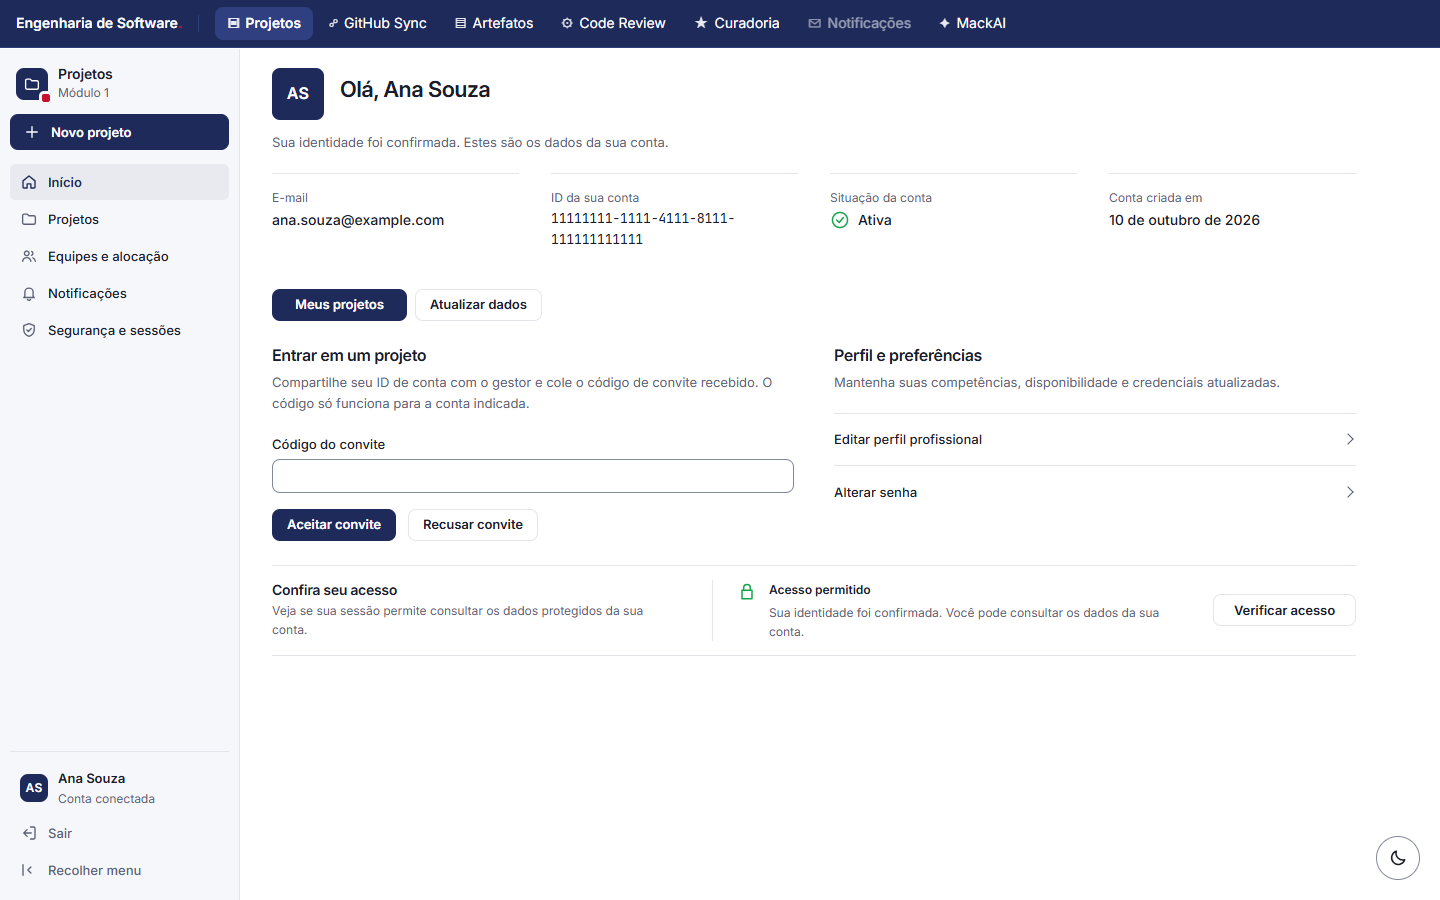 Engenharia de Software
Projetos
GitHub Sync
Artefatos
Code Review
Curadoria
Notificações
MackAI
Projetos
Módulo 1
Novo projeto
Início
Projetos
Equipes e alocação
Notificações
Segurança e sessões
AS
Ana Souza
Conta conectada
Sair
Recolher menu
AS
Olá, Ana Souza
Sua identidade foi confirmada. Estes são os dados da sua conta.
E-mail
ana.souza@example.com
ID da sua conta
11111111-1111-4111-8111-
111111111111
Situação da conta
Ativa
Conta criada em
10 de outubro de 2026
Meus projetos
Atualizar dados
Entrar em um projeto
Compartilhe seu ID de conta com o gestor e cole o código de convite recebido. O
código só funciona para a conta indicada.
Código do convite
Aceitar convite
Recusar convite
Perfil e preferências
Mantenha suas competências, disponibilidade e credenciais atualizadas.
Editar perfil profissional
Alterar senha
Confira seu acesso
Veja se sua sessão permite consultar os dados protegidos da sua
conta.
Acesso permitido
Sua identidade foi confirmada. Você pode consultar os dados da sua
conta.
Verificar acesso